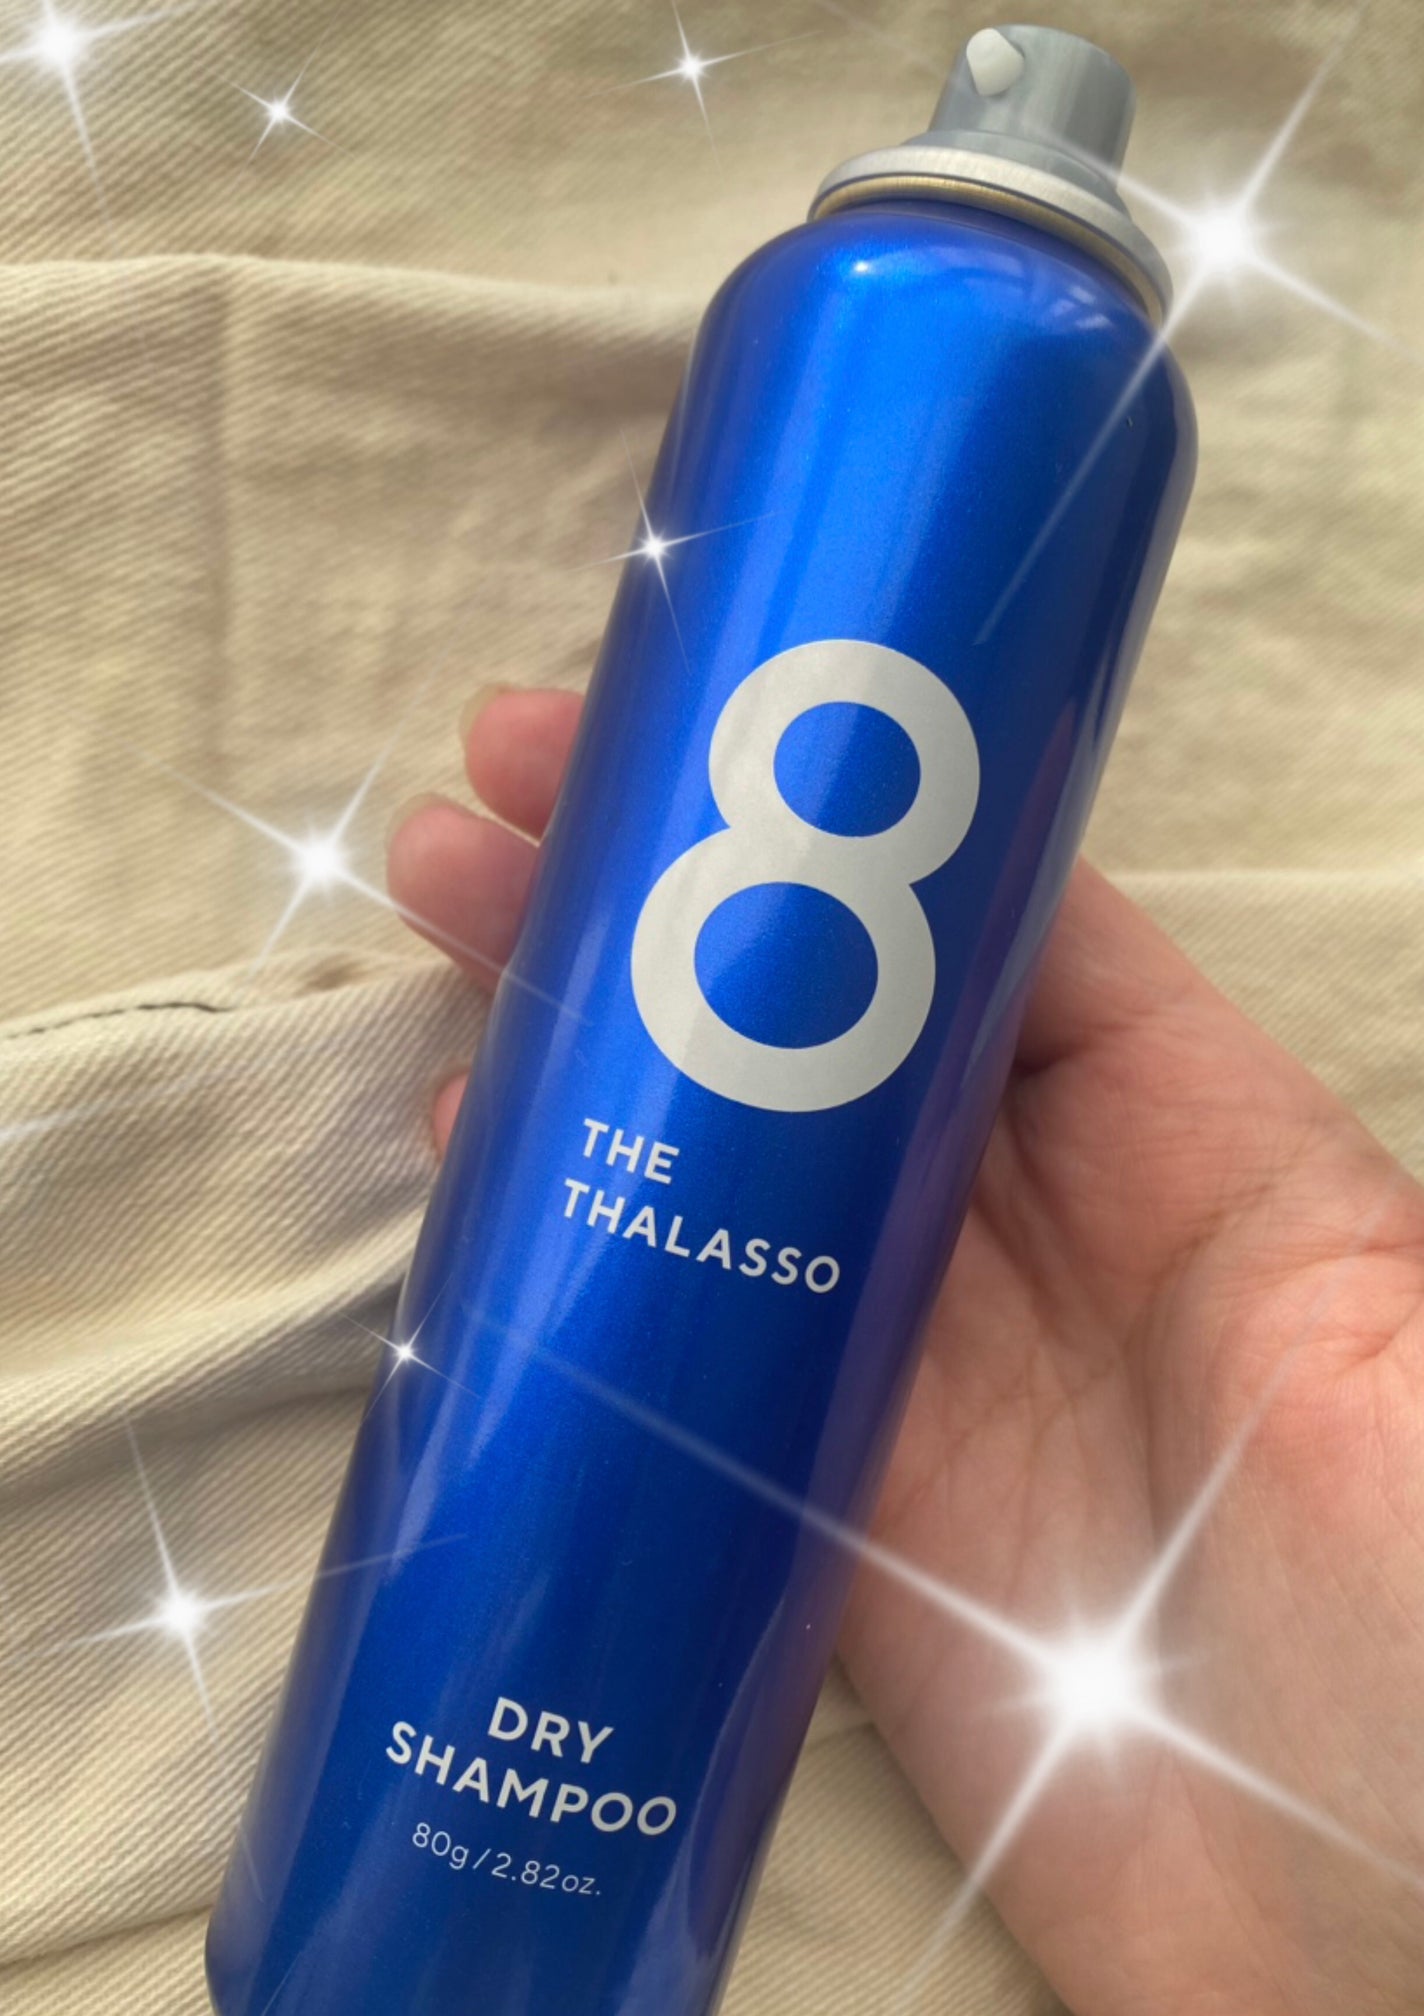 8
THE
THALASSO
DRY
SHAMPOO
80g/2.82oz.